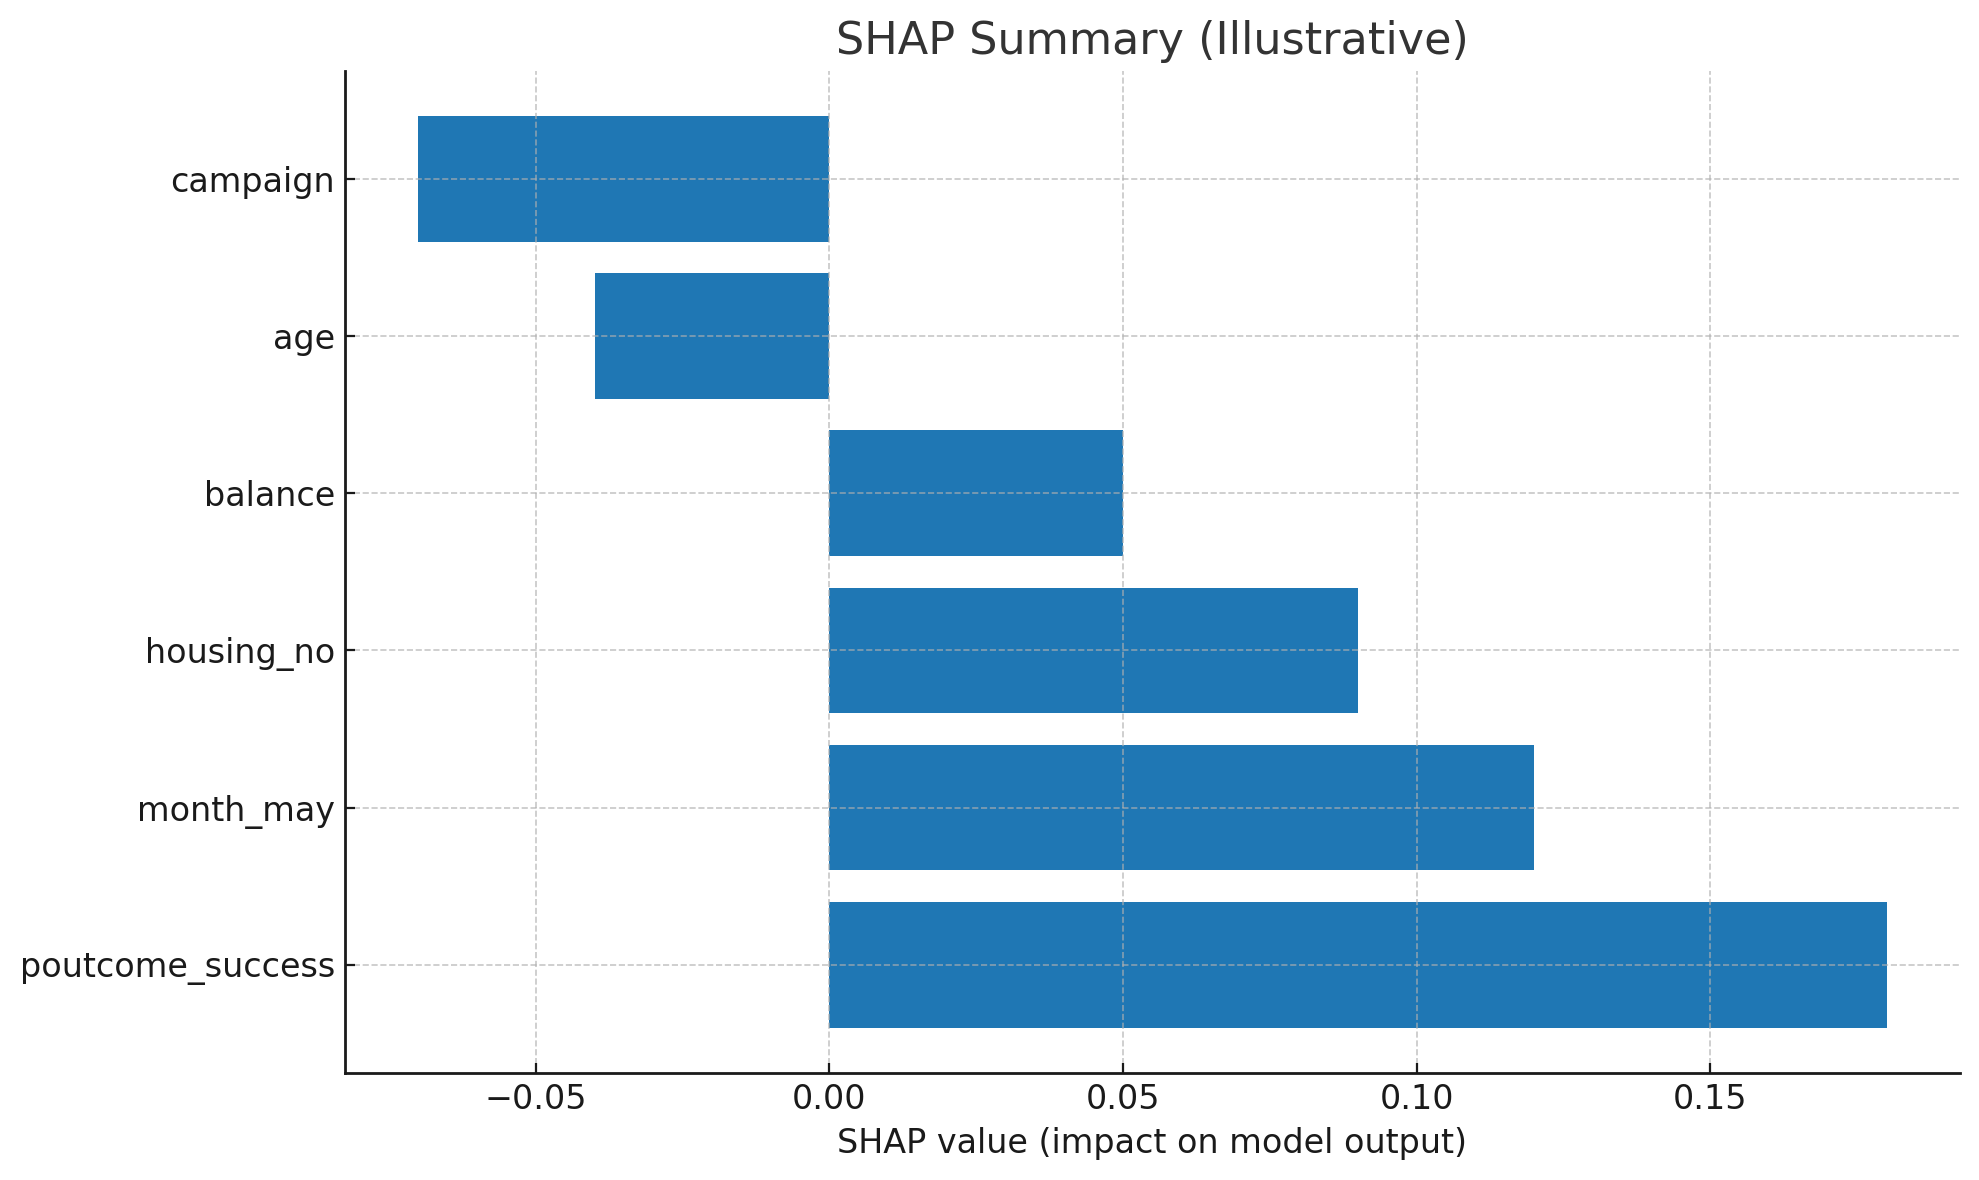 SHAP Summary (Illustrative)
campaign
age
balance
housing_no
month_may
poutcome_success
−0.05 0.00 0.05 0.10 0.15
SHAP value (impact on model output)